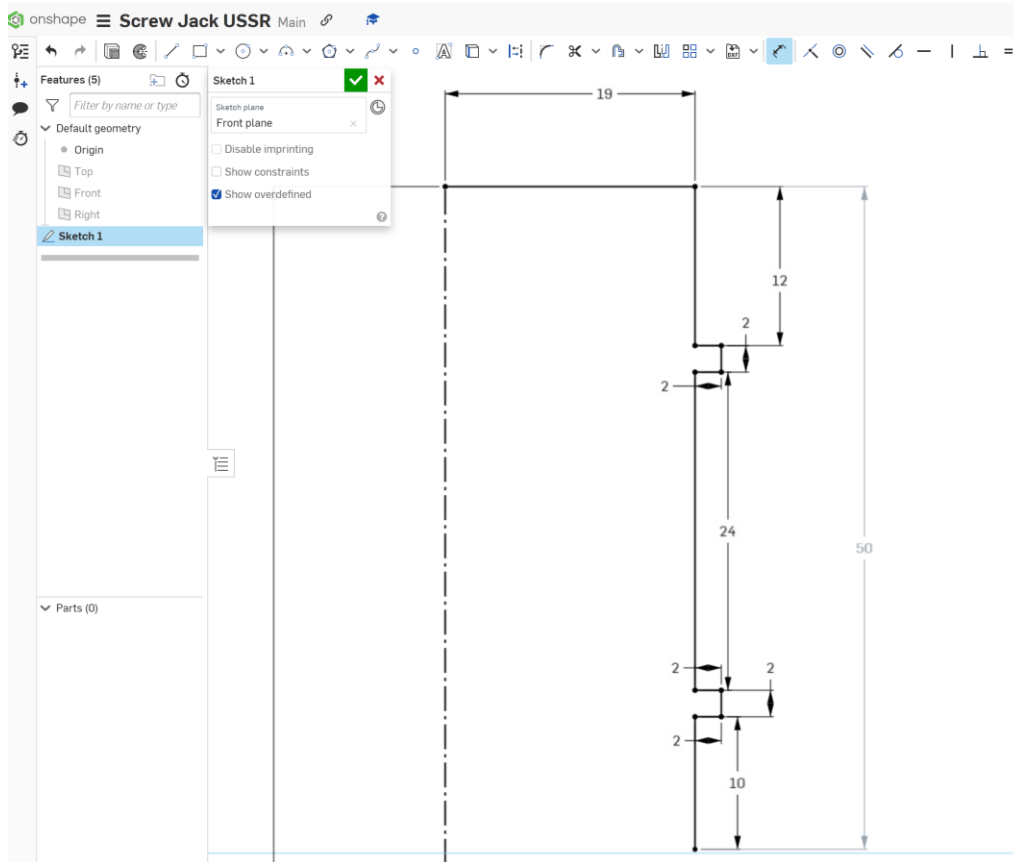 onshape Screw Jack USSR Main
Features (5)
Filter by name or type
Default geometry
Origin
Top
Front
Right
Sketch 1
Parts (0)
Sketch 1
Sketch plane
Front plane
Disable imprinting
Show constraints
Show overdefined
19
12
2
2
24
50
2
2
2
10